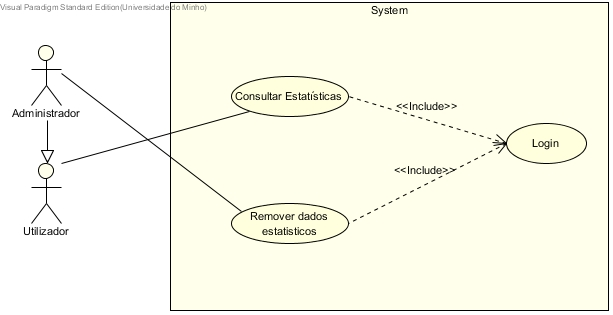 Visual Paradigm Standard Edition(Universidade do Minho)
System
Administrador
Consultar Estatísticas
<<Include>>
Login
<<Include>>
Remover dados
estatisticos
Utilizador